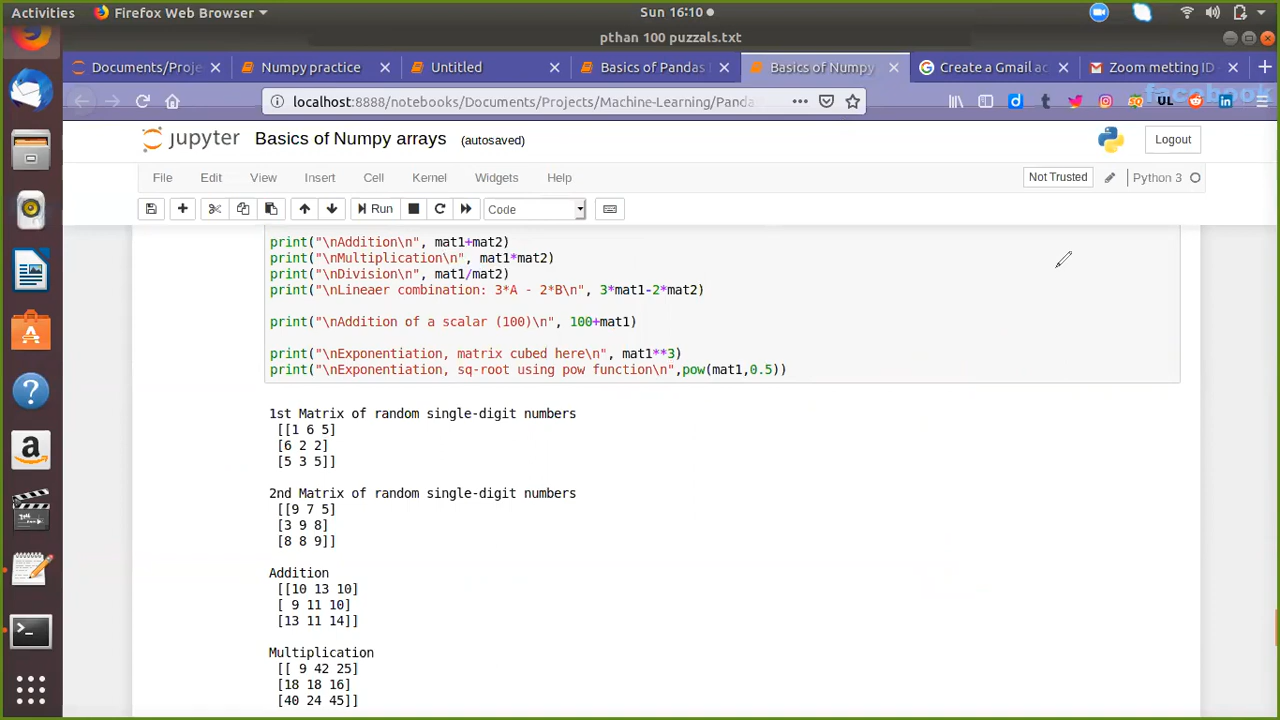 Activities Firefox Web Browser Sun 16:10
pthan 100 puzzals.txt
Documents/Proje Numpy practice Untitled Basics of Pandas Basics of Numpy Create a Gmail ac Zoom metting ID -
localhost:8888/notebooks/Documents/Projects/Machine-Learning/Panda
facobook
jupyter Basics of Numpy arrays (autosaved) Logout
File Edit View Insert Cell Kernel Widgets Help Not Trusted Python 3
Run Code
print("\nAddition\n", mat1+mat2)
print("\nMultiplication\n", mat1*mat2)
print("\nDivision\n", mat1/mat2)
print("\nLineaer combination: 3*A - 2*B\n", 3*mat1-2*mat2)
print("\nAddition of a scalar (100)\n", 100+mat1)
print("\nExponentiation, matrix cubed here\n", mat1**3)
print("\nExponentiation, sq-root using pow function\n",pow(mat1,0.5))
1st Matrix of random single-digit numbers
[[1 6 5]
[6 2 2]
[5 3 5]]
2nd Matrix of random single-digit numbers
[[9 7 5]
[3 9 8]
[8 8 9]]
Addition
[[10 13 10]
[ 9 11 10]
[13 11 14]]
Multiplication
[[ 9 42 25]
[18 18 16]
[40 24 45]]